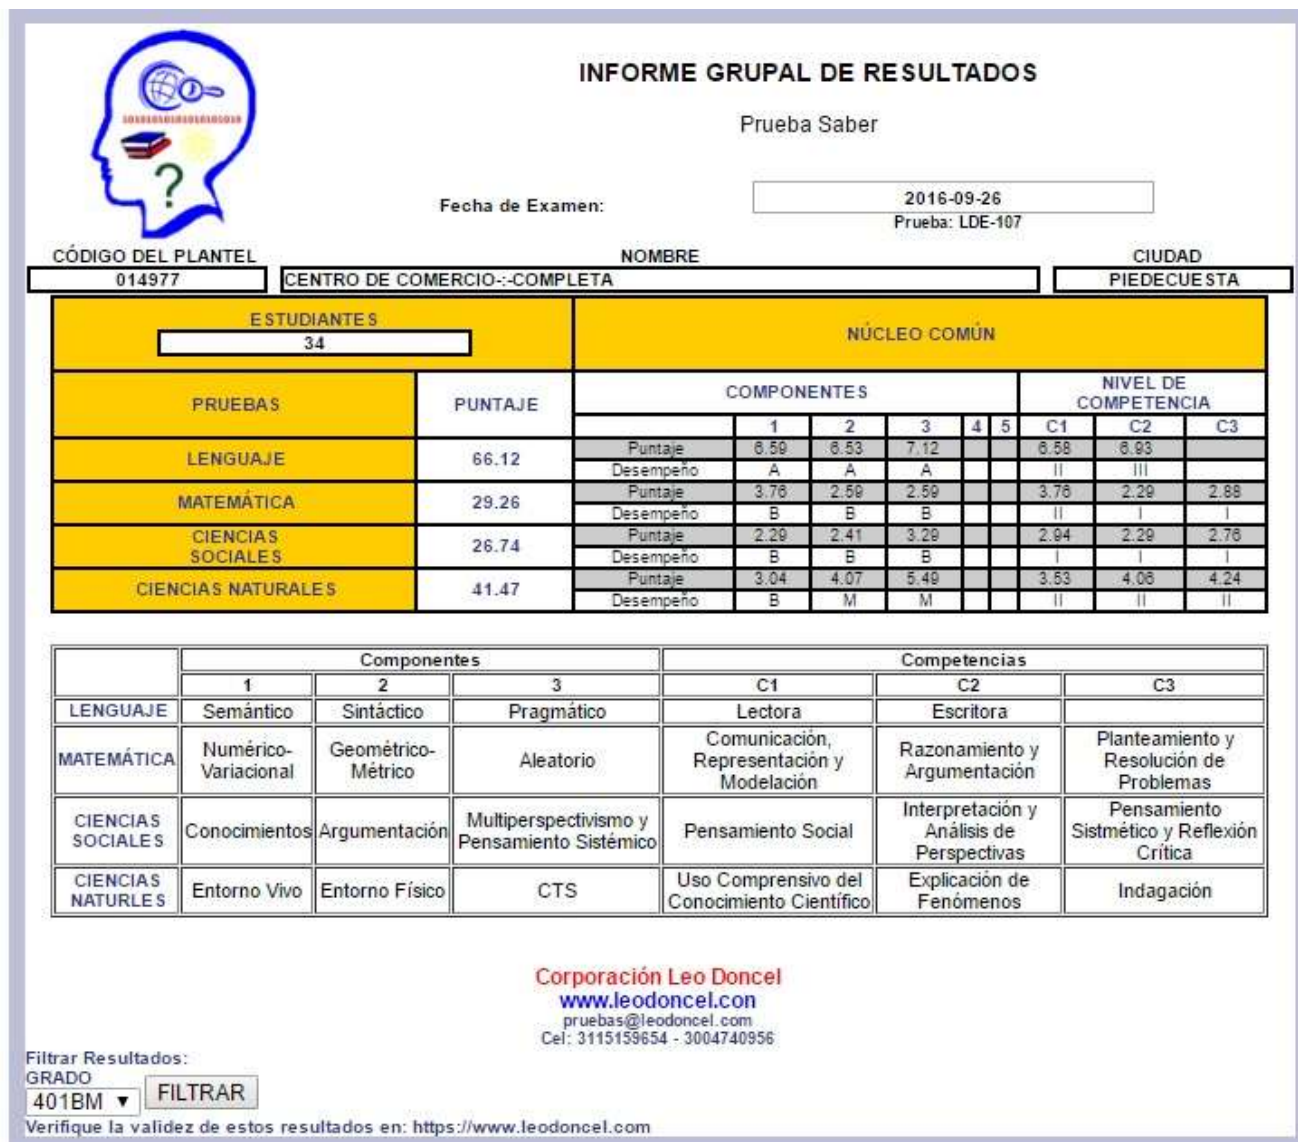 INFORME GRUPAL DE RESULTADOS
Prueba Saber
Fecha de Examen: 2016-09-26
Prueba: LDE-107
CÓDIGO DEL PLANTEL NOMBRE CIUDAD
014977 CENTRO DE COMERCIO-:-COMPLETA PIEDECUESTA
ESTUDIANTES
34
NÚCLEO COMÚN
PRUEBAS PUNTAJE COMPONENTES NIVEL DE COMPETENCIA
1 2 3 4 5 C1 C2 C3
LENGUAJE 66.12 Puntaje 6.59 6.53 7.12 6.58 6.93
Desempeño A A A II III
MATEMÁTICA 29.26 Puntaje 3.76 2.59 2.59 3.76 2.29 2.88
Desempeño B B B II I I
CIENCIAS SOCIALES 26.74 Puntaje 2.29 2.41 3.29 2.94 2.29 2.76
Desempeño B B B I I I
CIENCIAS NATURALES 41.47 Puntaje 3.04 4.07 5.49 3.53 4.06 4.24
Desempeño B M M II II II
Componentes Competencias
1 2 3 C1 C2 C3
LENGUAJE Semántico Sintáctico Pragmático Lectora Escritora
MATEMÁTICA Numérico-Variacional Geométrico-Métrico Aleatorio Comunicación, Representación y Modelación Razonamiento y Argumentación Planteamiento y Resolución de Problemas
CIENCIAS SOCIALES Conocimientos Argumentación Multiperspectivismo y Pensamiento Sistémico Pensamiento Social Interpretación y Análisis de Perspectivas Pensamiento Sistmético y Reflexión Crítica
CIENCIAS NATURLES Entorno Vivo Entorno Físico CTS Uso Comprensivo del Conocimiento Científico Explicación de Fenómenos Indagación
Corporación Leo Doncel
www.leodoncel.con
pruebas@leodoncel.com
Cel: 3115159654 - 3004740956
Filtrar Resultados:
GRADO
401BM ▼ FILTRAR
Verifique la validez de estos resultados en: https://www.leodoncel.com